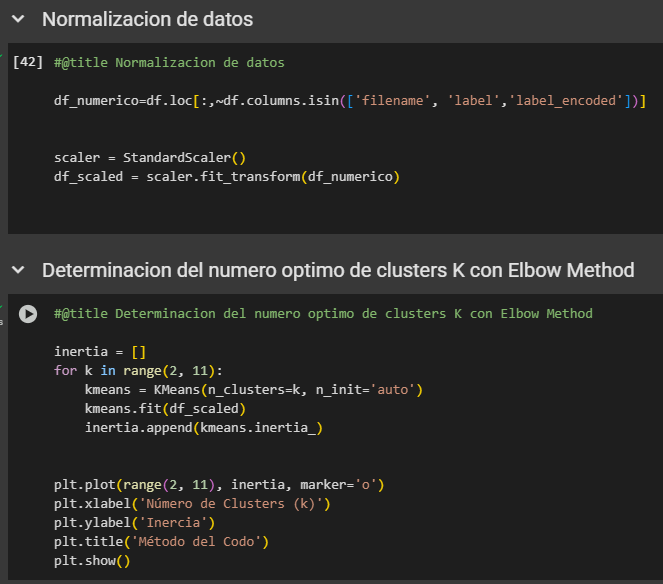 Normalizacion de datos
[42] #@title Normalizacion de datos
df_numerico=df.loc[:,~df.columns.isin(['filename', 'label','label_encoded'])]
scaler = StandardScaler()
df_scaled = scaler.fit_transform(df_numerico)
Determinacion del numero optimo de clusters K con Elbow Method
#@title Determinacion del numero optimo de clusters K con Elbow Method
inertia = []
for k in range(2, 11):
    kmeans = KMeans(n_clusters=k, n_init='auto')
    kmeans.fit(df_scaled)
    inertia.append(kmeans.inertia_)
plt.plot(range(2, 11), inertia, marker='o')
plt.xlabel('Número de Clusters (k)')
plt.ylabel('Inercia')
plt.title('Método del Codo')
plt.show()